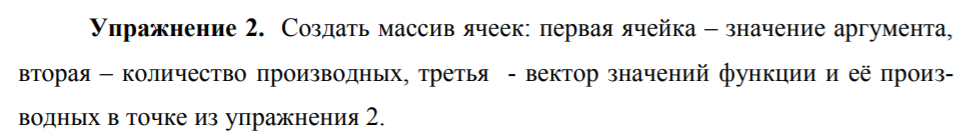 Упражнение 2. Создать массив ячеек: первая ячейка – значение аргумента,
вторая – количество производных, третья - вектор значений функции и её произ-
водных в точке из упражнения 2.